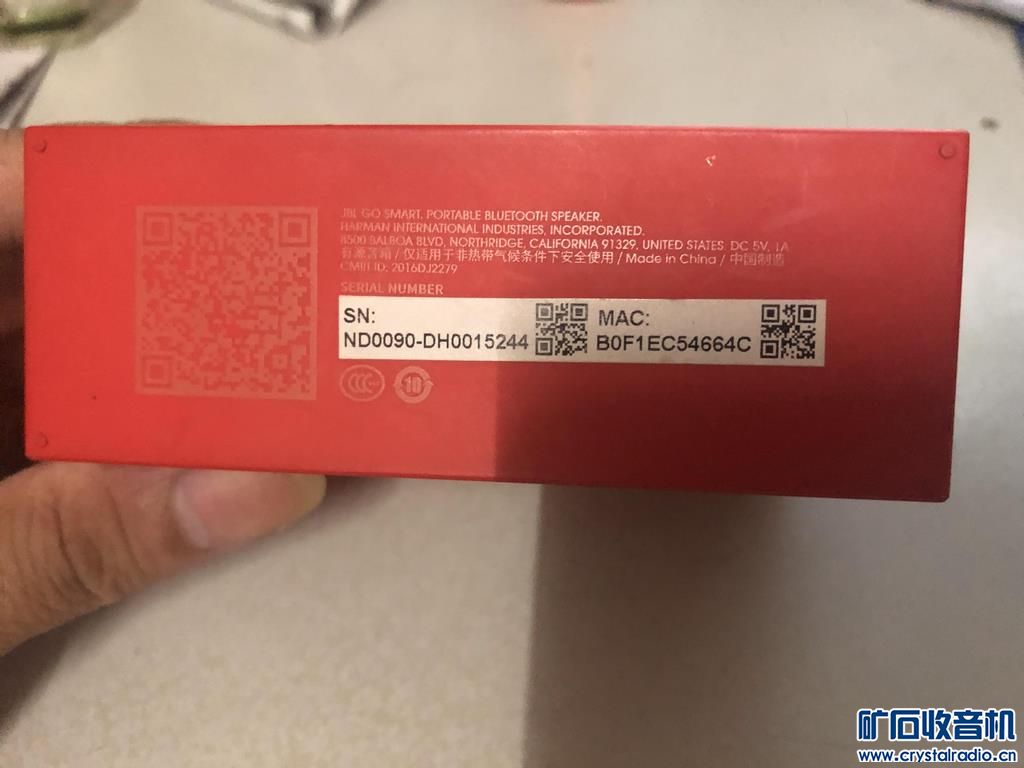 JBL GO SMART, PORTABLE BLUETOOTH SPEAKER.
HARMAN INTERNATIONAL INDUSTRIES, INCORPORATED.
8500 BALBOA BLVD, NORTHRIDGE, CALIFORNIA 91329, UNITED STATES DC 5V, 1A
有源音箱 / 仅适用于非热带气候条件下安全使用 / Made in China / 中国制造
CMIIT ID: 2016DJ2279
SERIAL NUMBER
SN:
ND0090-DH0015244
MAC:
B0F1EC54664C
CCC
10
矿石收音机
www.crystalradio.cn